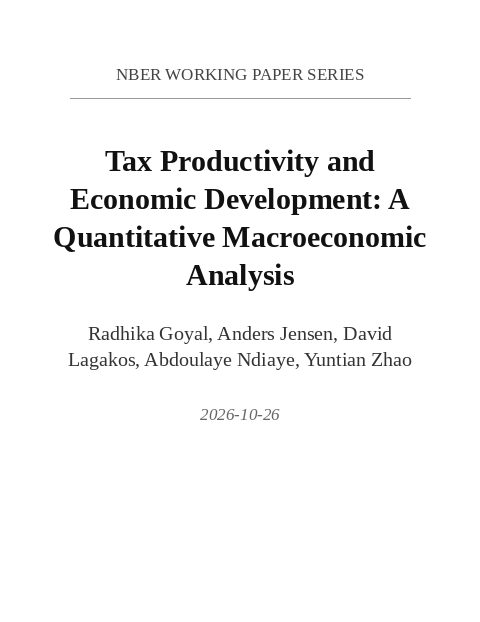 NBER WORKING PAPER SERIES
Tax Productivity and
Economic Development: A
Quantitative Macroeconomic
Analysis
Radhika Goyal, Anders Jensen, David
Lagakos, Abdoulaye Ndiaye, Yuntian Zhao
2026-10-26